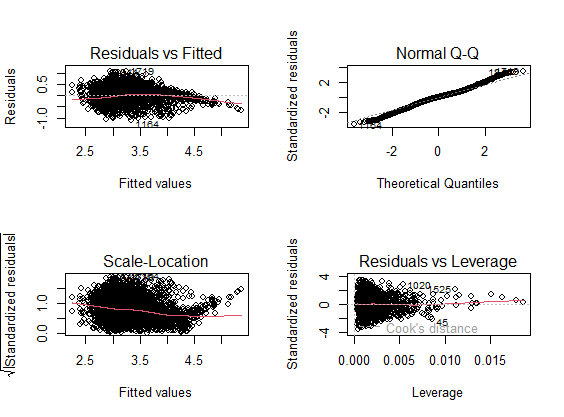 Residuals vs Fitted
Residuals
-1.0
0.5
1164
2.5
3.5
4.5
Fitted values
Normal Q-Q
Standardized residuals
-2
2
1164
-2
0
2
Theoretical Quantiles
Scale-Location
√|Standardized residuals|
0.0
1.0
2.5
3.5
4.5
Fitted values
Residuals vs Leverage
Standardized residuals
-4
0
4
1020
1525
45
Cook's distance
0.000
0.005
0.010
0.015
Leverage